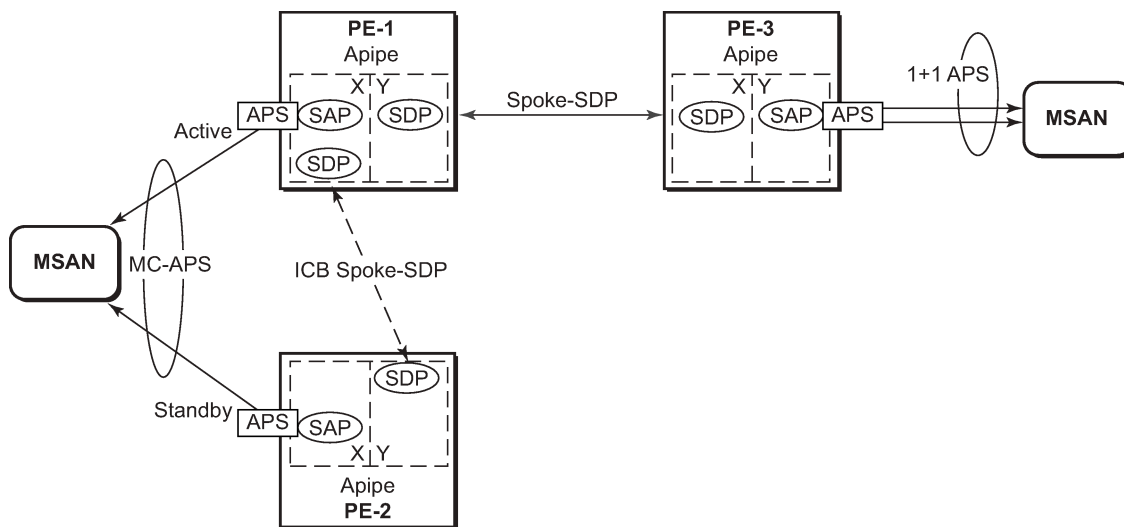 PE-1
Apipe
X Y
APS
SAP
SDP
SDP
Active
Spoke-SDP
PE-3
Apipe
X Y
SDP
SAP
APS
1+1 APS
MSAN
MSAN
MC-APS
ICB Spoke-SDP
SDP
Standby
APS
SAP
X Y
Apipe
PE-2